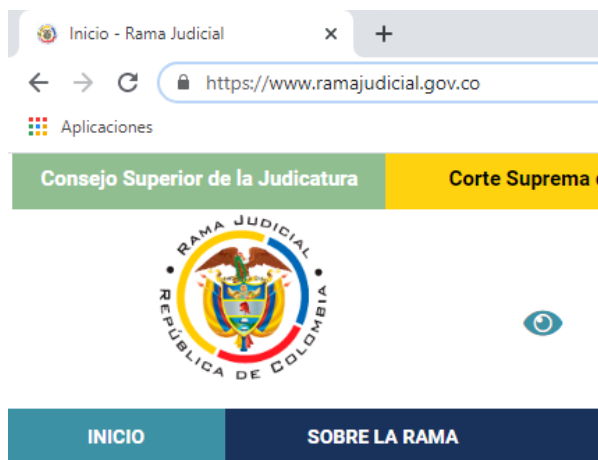 Inicio - Rama Judicial
https://www.ramajudicial.gov.co
Aplicaciones
Consejo Superior de la Judicatura
Corte Suprema
RAMA JUDICIAL
REPÚBLICA DE COLOMBIA
INICIO
SOBRE LA RAMA